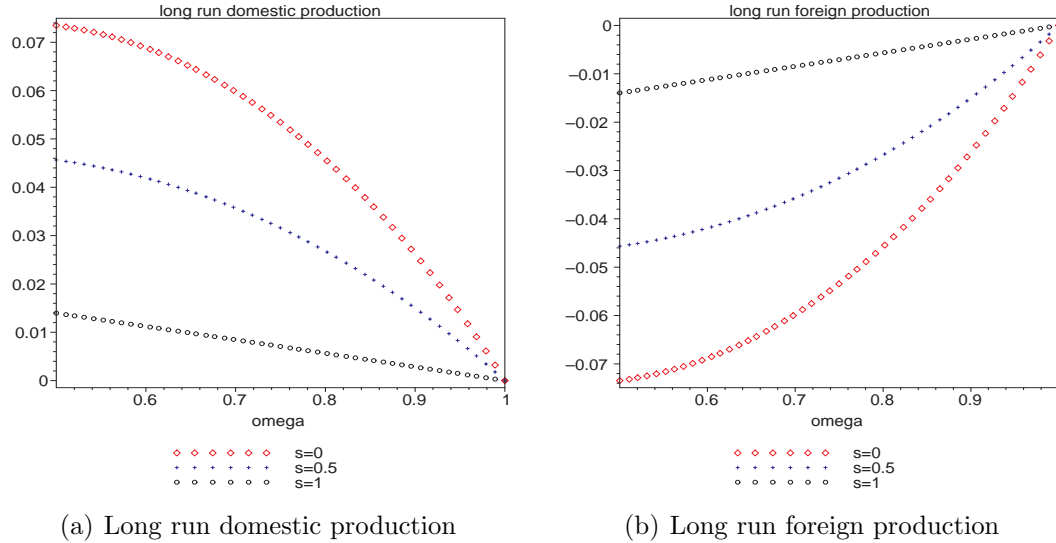 long run domestic production
0.07
0.06
0.05
0.04
0.03
0.02
0.01
0
0.6 0.7 0.8 0.9 1
omega
s=0
s=0.5
s=1
(a) Long run domestic production
long run foreign production
0
−0.01
−0.02
−0.03
−0.04
−0.05
−0.06
−0.07
0.6 0.7 0.8 0.9
omega
s=0
s=0.5
s=1
(b) Long run foreign production